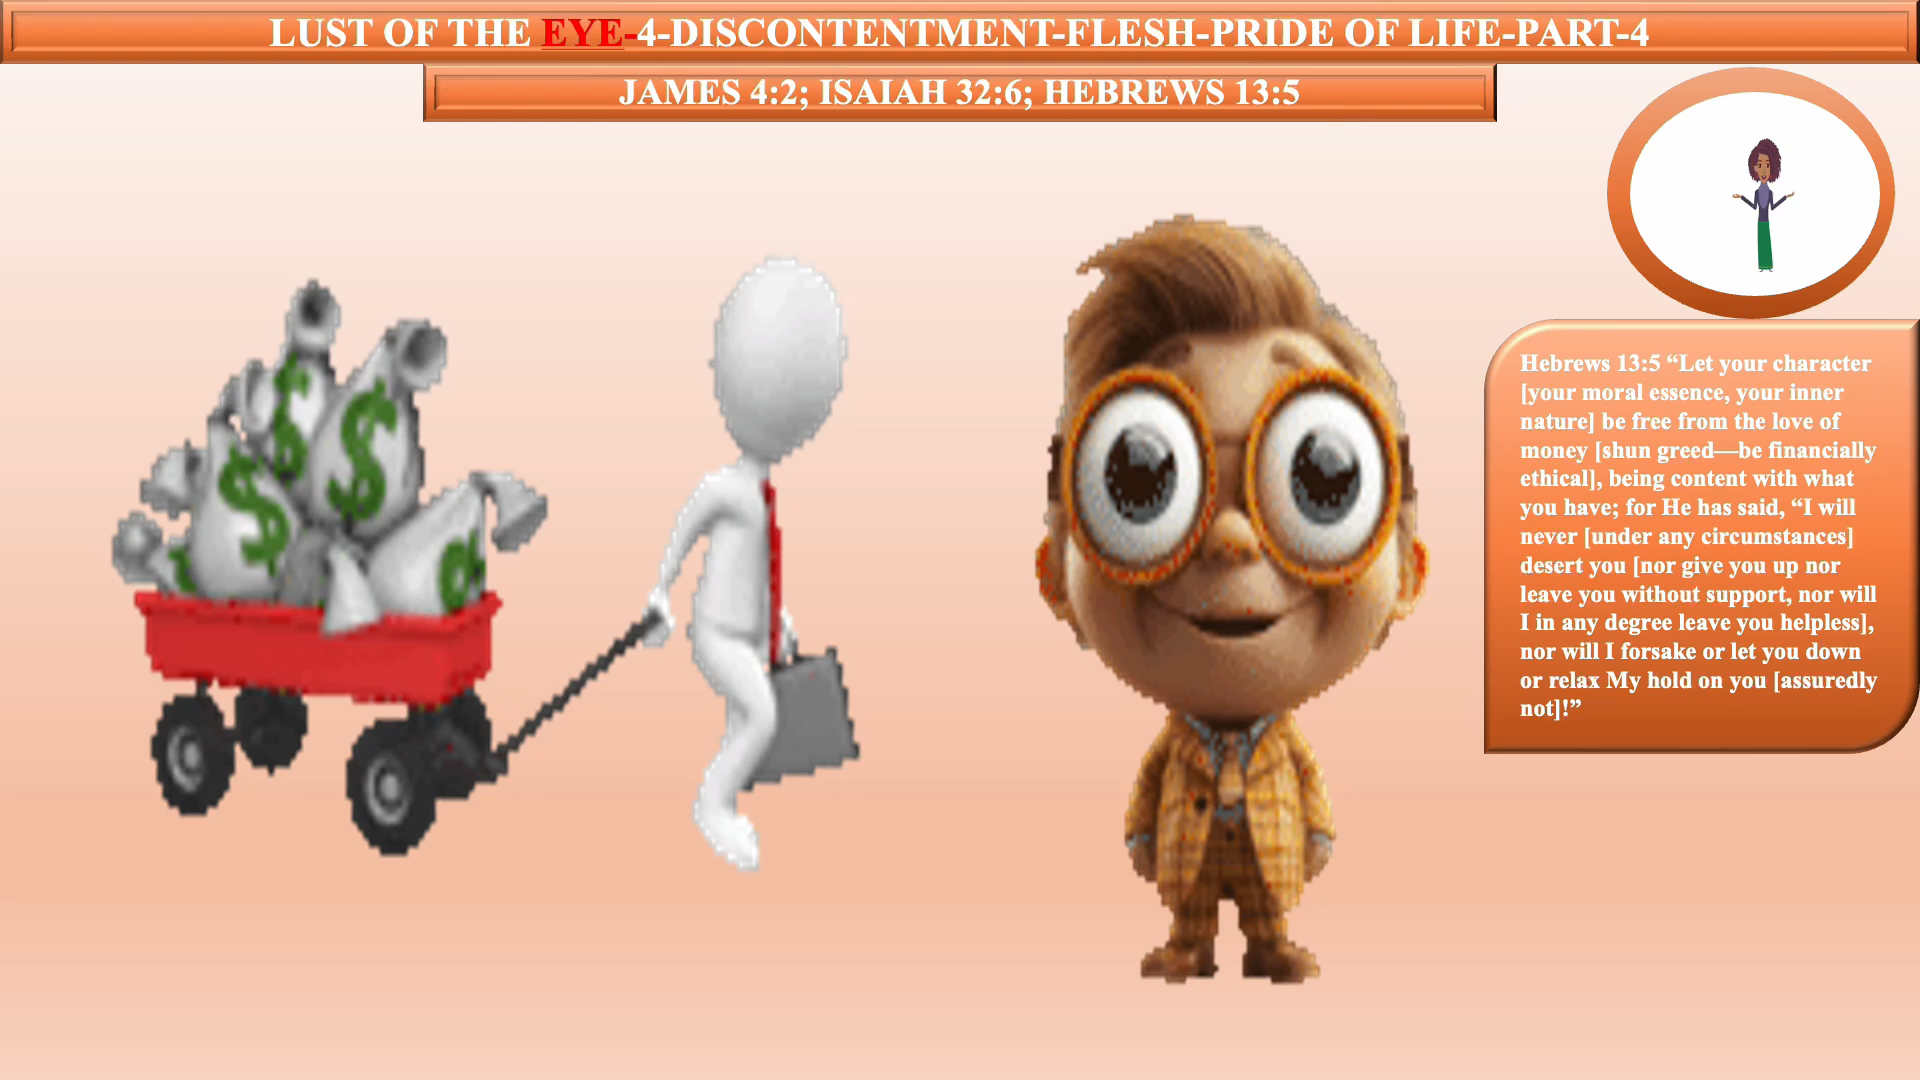 LUST OF THE EYE-4-DISCONTENTMENT-FLESH-PRIDE OF LIFE-PART-4
JAMES 4:2; ISAIAH 32:6; HEBREWS 13:5
$
$
$
Hebrews 13:5 “Let your character
[your moral essence, your inner
nature] be free from the love of
money [shun greed—be financially
ethical], being content with what
you have; for He has said, “I will
never [under any circumstances]
desert you [nor give you up nor
leave you without support, nor will
I in any degree leave you helpless],
nor will I forsake or let you down
or relax My hold on you [assuredly
not]!”